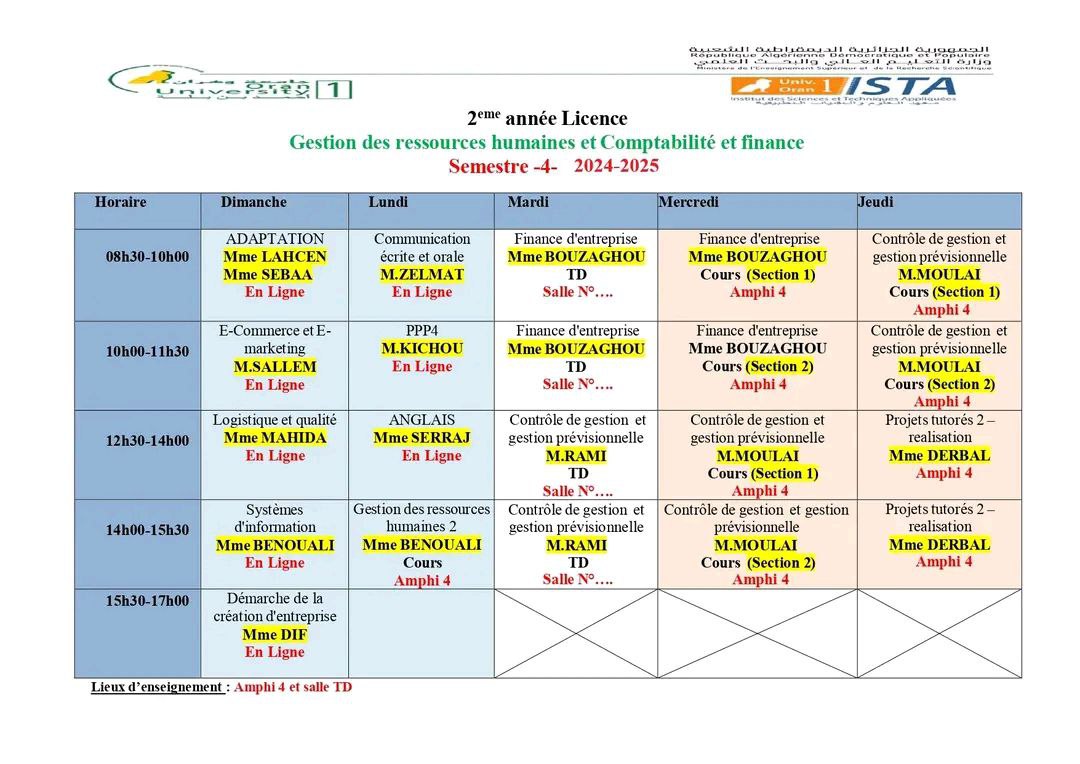 الجمهورية الجزائرية الديمقراطية الشعبية
République Algérienne Démocratique et Populaire
وزارة التعليم العالي والبحث العلمي
Ministère de l'Enseignement Supérieur et de la Recherche Scientifique
جامعة وهران
Oran
University 1
Univ. Oran 1 ISTA
Institut des Sciences et Techniques Appliquées
معهد العلوم و التقنيات التطبيقية
2eme année Licence
Gestion des ressources humaines et Comptabilité et finance
Semestre -4- 2024-2025
Horaire Dimanche Lundi Mardi Mercredi Jeudi
08h30-10h00
ADAPTATION
Mme LAHCEN
Mme SEBAA
En Ligne
Communication
écrite et orale
M.ZELMAT
En Ligne
Finance d'entreprise
Mme BOUZAGHOU
TD
Salle N°….
Finance d'entreprise
Mme BOUZAGHOU
Cours (Section 1)
Amphi 4
Contrôle de gestion et
gestion prévisionnelle
M.MOULAI
Cours (Section 1)
Amphi 4
10h00-11h30
E-Commerce et E-
marketing
M.SALLEM
En Ligne
PPP4
M.KICHOU
En Ligne
Finance d'entreprise
Mme BOUZAGHOU
TD
Salle N°….
Finance d'entreprise
Mme BOUZAGHOU
Cours (Section 2)
Amphi 4
Contrôle de gestion et
gestion prévisionnelle
M.MOULAI
Cours (Section 2)
Amphi 4
12h30-14h00
Logistique et qualité
Mme MAHIDA
En Ligne
ANGLAIS
Mme SERRAJ
En Ligne
Contrôle de gestion et
gestion prévisionnelle
M.RAMI
TD
Salle N°….
Contrôle de gestion et
gestion prévisionnelle
M.MOULAI
Cours (Section 1)
Amphi 4
Projets tutorés 2 –
realisation
Mme DERBAL
Amphi 4
14h00-15h30
Systèmes
d'information
Mme BENOUALI
En Ligne
Gestion des ressources
humaines 2
Mme BENOUALI
Cours
Amphi 4
Contrôle de gestion et
gestion prévisionnelle
M.RAMI
TD
Salle N°….
Contrôle de gestion et gestion
prévisionnelle
M.MOULAI
Cours (Section 2)
Amphi 4
Projets tutorés 2 –
realisation
Mme DERBAL
Amphi 4
15h30-17h00
Démarche de la
création d'entreprise
Mme DIF
En Ligne
Lieux d’enseignement : Amphi 4 et salle TD